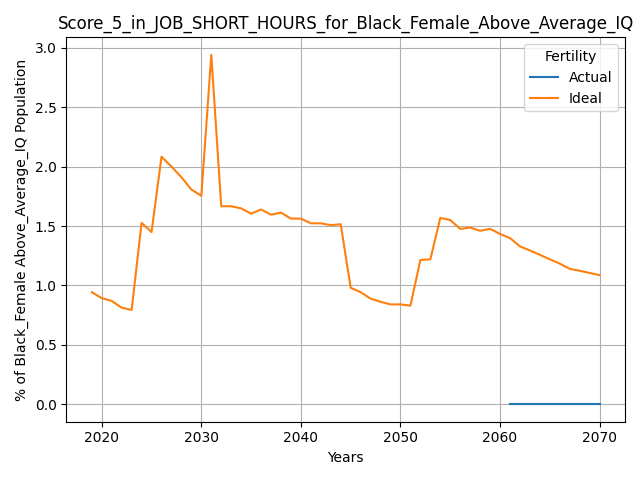 Score_5_in_JOB_SHORT_HOURS_for_Black_Female_Above_Average_IQ
% of Black_Female Above_Average_IQ Population
3.0
2.5
2.0
1.5
1.0
0.5
0.0
Fertility
Actual
Ideal
2020 2030 2040 2050 2060 2070
Years